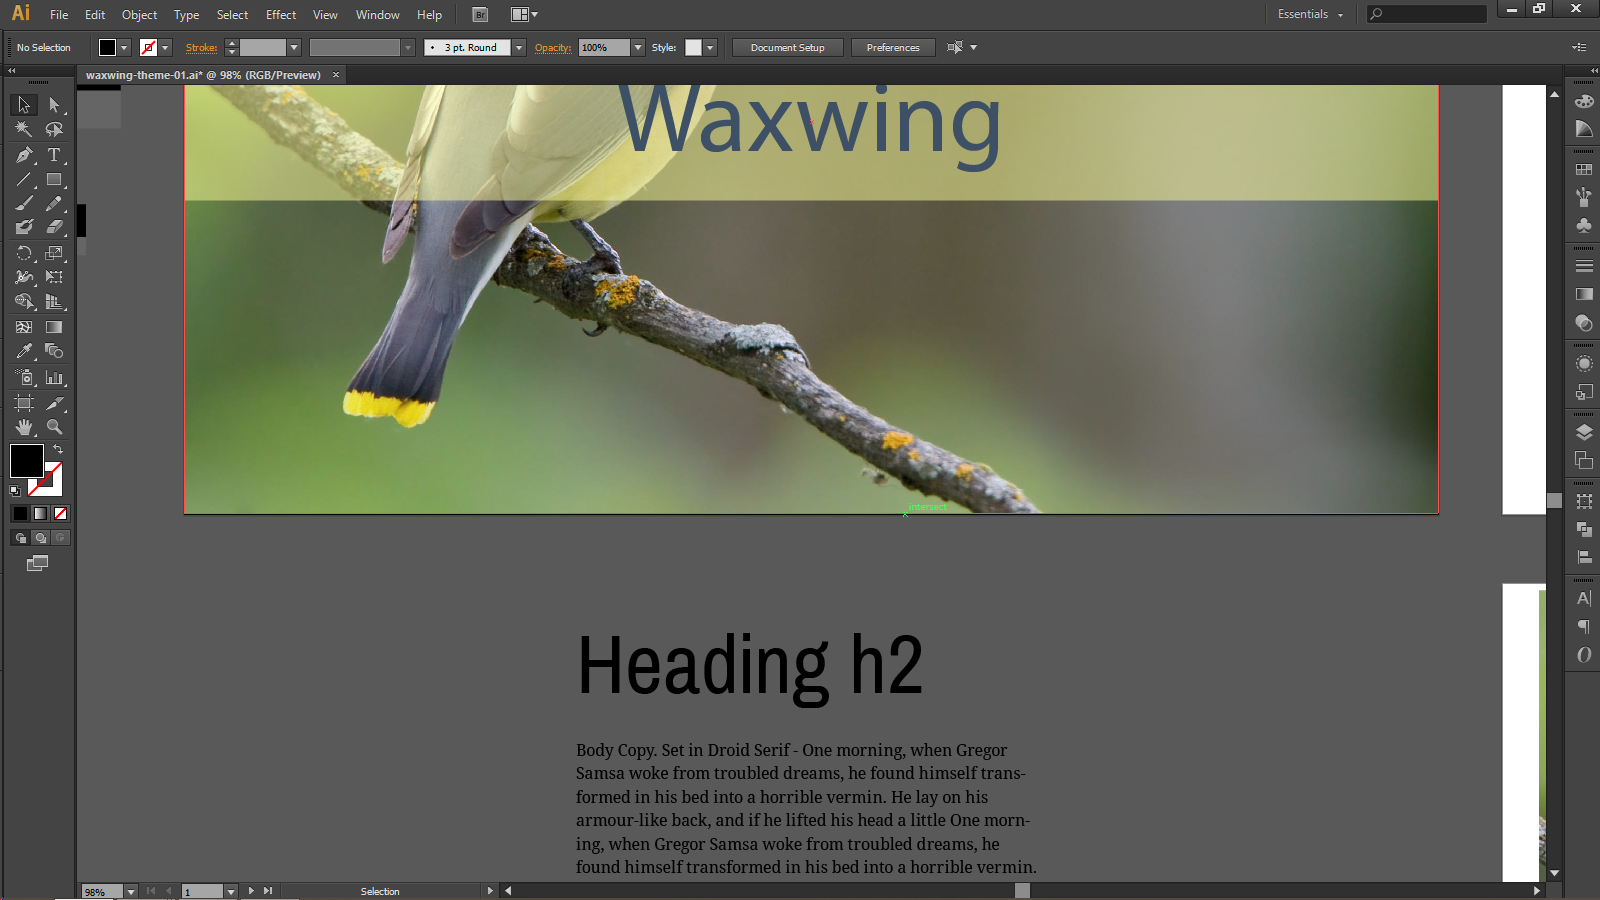 Ai File Edit Object Type Select Effect View Window Help Br Essentials
No Selection Stroke: 3 pt. Round Opacity: 100% Style: Document Setup Preferences
waxwing-theme-01.ai* @ 98% (RGB/Preview) ×
T
Waxwing
intersect
A
¶
O
Heading h2
Body Copy. Set in Droid Serif - One morning, when Gregor
Samsa woke from troubled dreams, he found himself trans-
formed in his bed into a horrible vermin. He lay on his
armour-like back, and if he lifted his head a little One morn-
ing, when Gregor Samsa woke from troubled dreams, he
found himself transformed in his bed into a horrible vermin.
98% 1 Selection